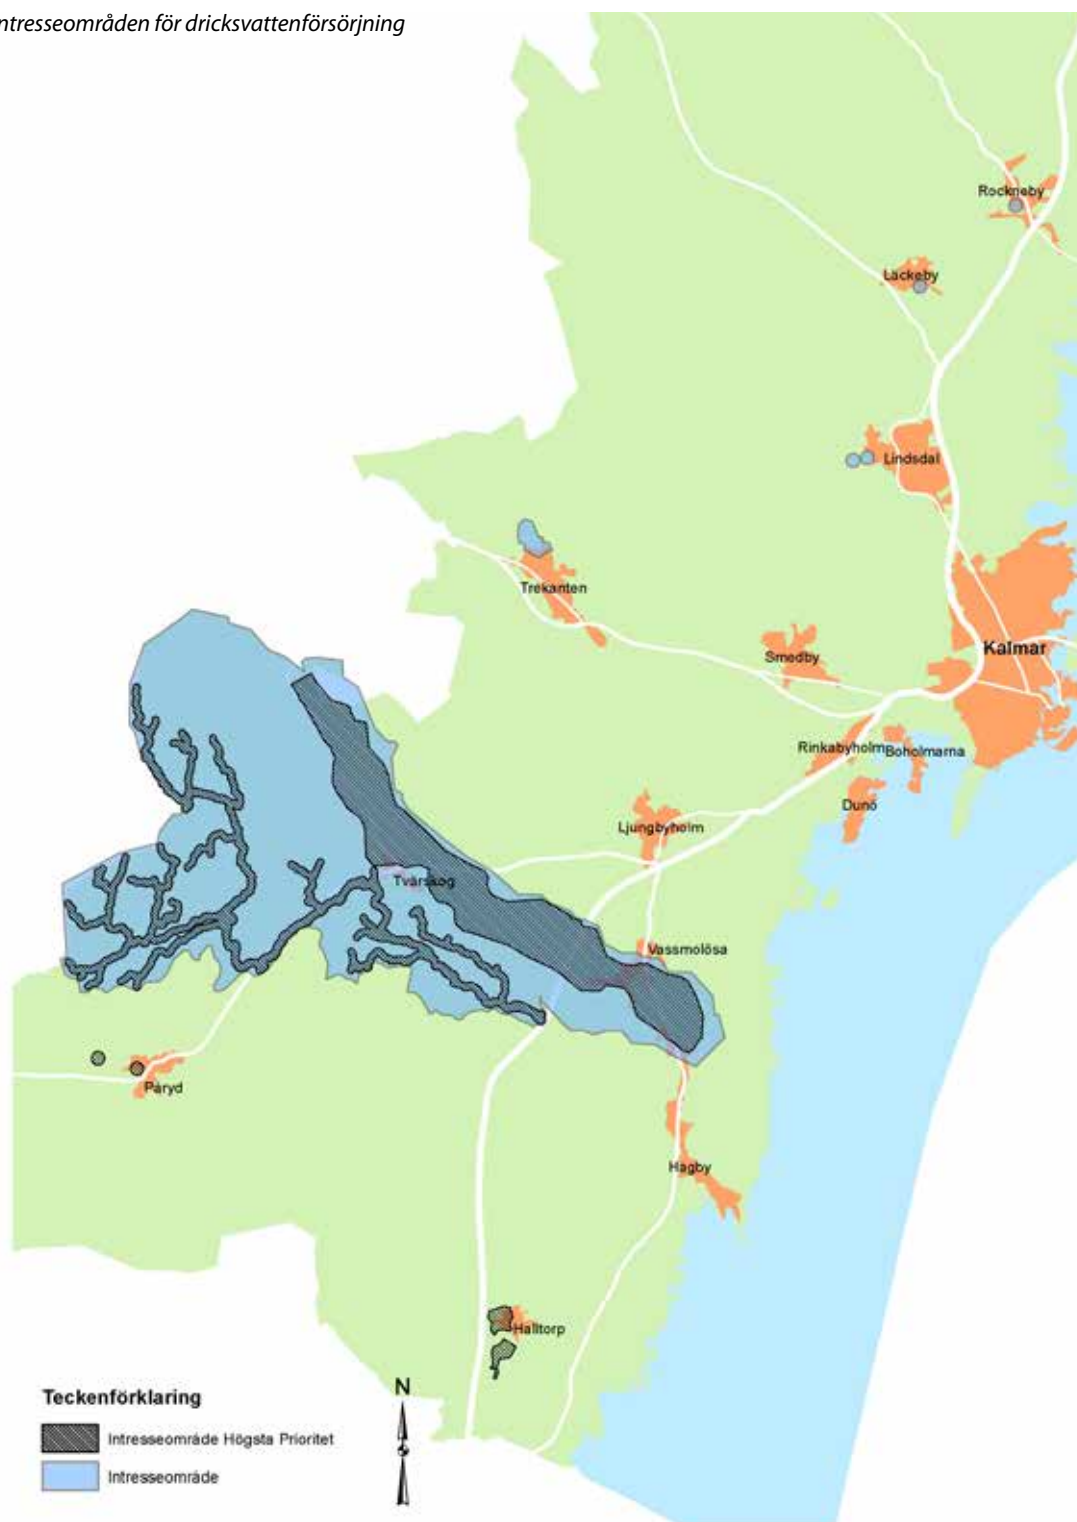 ntresseområden för dricksvattenförsörjning
Rockneby
Läckeby
Lindsdal
Trekanten
Smedby
Kalmar
Rinkabyholm
Boholmarna
Dunö
Ljungbyholm
Tvärskog
Vassmolösa
Påryd
Hagby
Halltorp
N
Teckenförklaring
Intresseområde Högsta Prioritet
Intresseområde